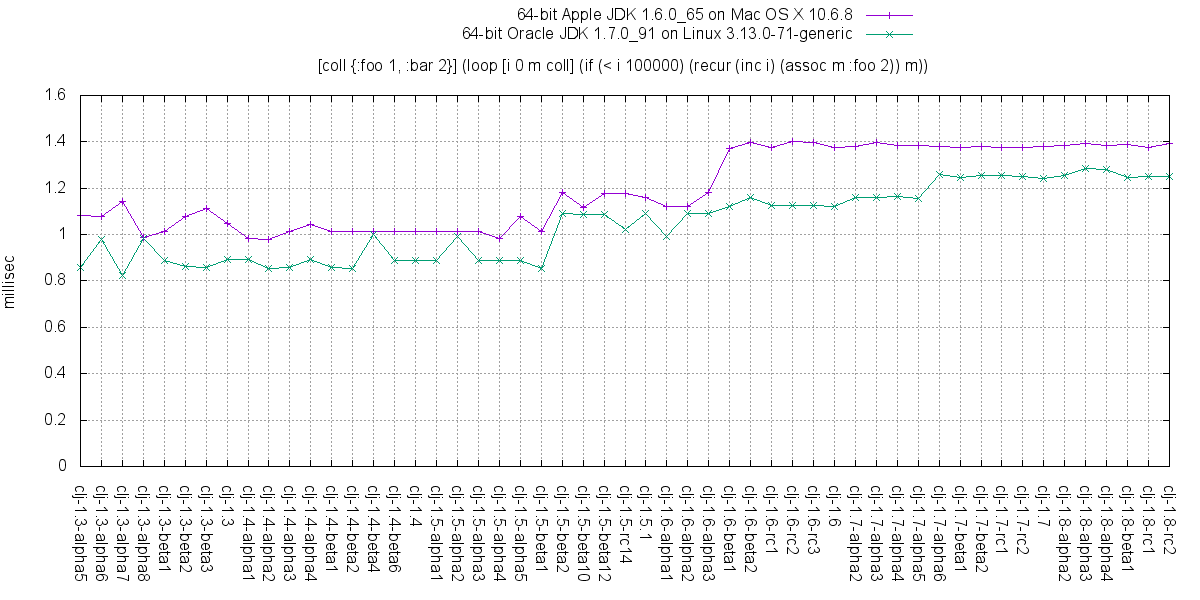 64-bit Apple JDK 1.6.0_65 on Mac OS X 10.6.8
64-bit Oracle JDK 1.7.0_91 on Linux 3.13.0-71-generic
[coll {:foo 1, :bar 2}] (loop [i 0 m coll] (if (< i 100000) (recur (inc i) (assoc m :foo 2)) m))
millisec
1.6
1.4
1.2
1
0.8
0.6
0.4
0.2
0
clj-1.3-alpha5
clj-1.3-alpha6
clj-1.3-alpha7
clj-1.3-alpha8
clj-1.3-beta1
clj-1.3-beta2
clj-1.3-beta3
clj-1.3
clj-1.4-alpha1
clj-1.4-alpha2
clj-1.4-alpha3
clj-1.4-alpha4
clj-1.4-beta1
clj-1.4-beta2
clj-1.4-beta4
clj-1.4-beta6
clj-1.4
clj-1.5-alpha1
clj-1.5-alpha2
clj-1.5-alpha3
clj-1.5-alpha4
clj-1.5-alpha5
clj-1.5-beta1
clj-1.5-beta2
clj-1.5-beta10
clj-1.5-beta12
clj-1.5-rc14
clj-1.5.1
clj-1.6-alpha1
clj-1.6-alpha2
clj-1.6-alpha3
clj-1.6-beta1
clj-1.6-beta2
clj-1.6-rc1
clj-1.6-rc2
clj-1.6-rc3
clj-1.6
clj-1.7-alpha2
clj-1.7-alpha3
clj-1.7-alpha4
clj-1.7-alpha5
clj-1.7-alpha6
clj-1.7-beta1
clj-1.7-beta2
clj-1.7-rc1
clj-1.7-rc2
clj-1.7
clj-1.8-alpha2
clj-1.8-alpha3
clj-1.8-alpha4
clj-1.8-beta1
clj-1.8-rc1
clj-1.8-rc2